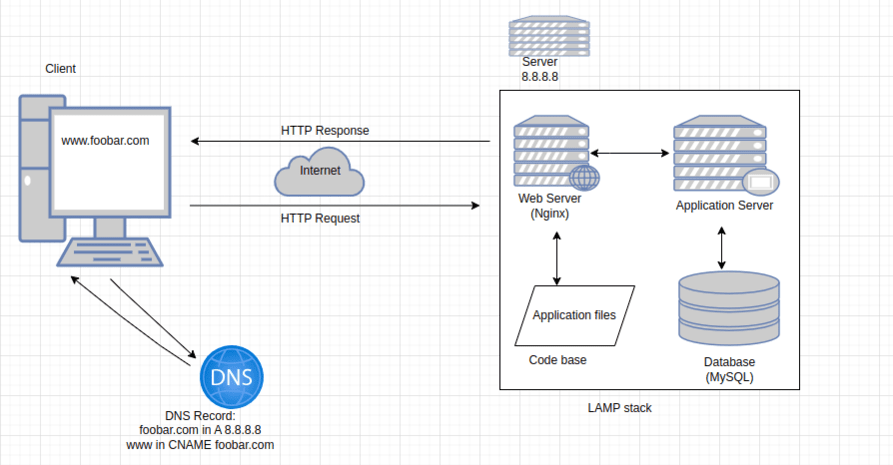 Client
www.foobar.com
HTTP Response
Internet
HTTP Request
DNS
DNS Record:
foobar.com in A 8.8.8.8
www in CNAME foobar.com
Server
8.8.8.8
Web Server
(Nginx)
Application Server
Application files
Code base
Database
(MySQL)
LAMP stack